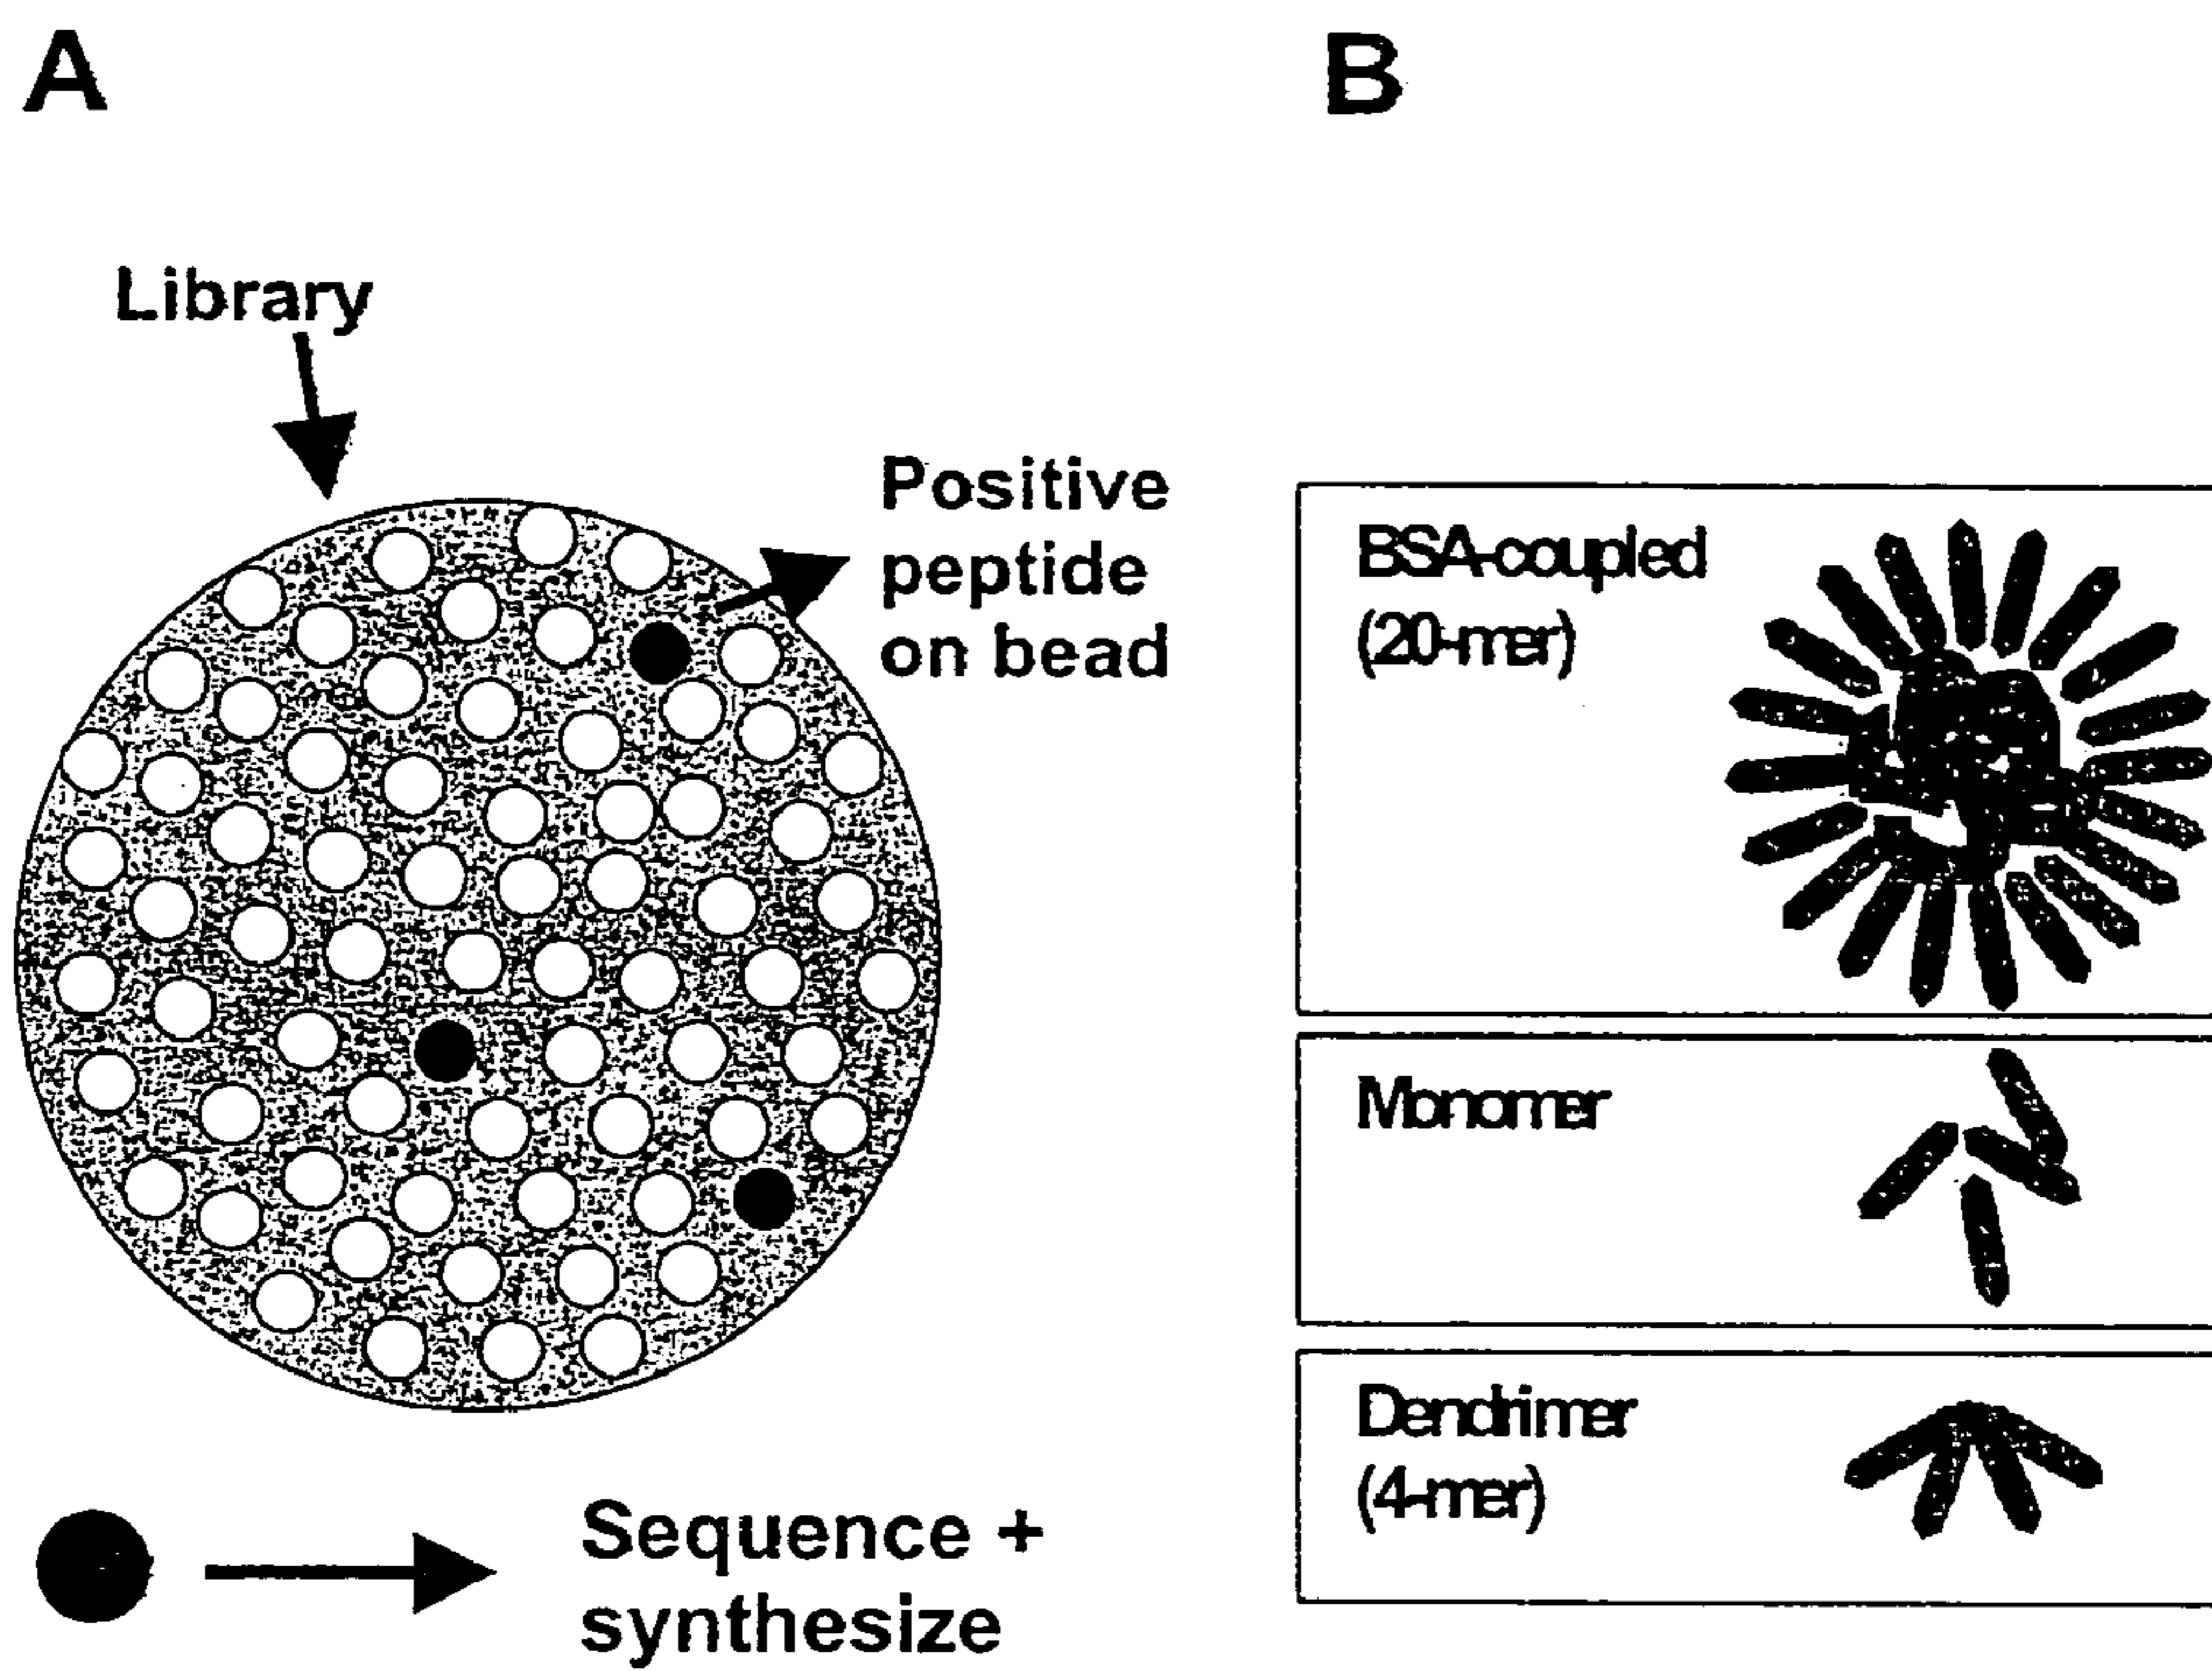 A
Library
Positive
peptide
on bead
Sequence +
synthesize
B
BSA-coupled
(20-mer)
Monomer
Dendrimer
(4-mer)